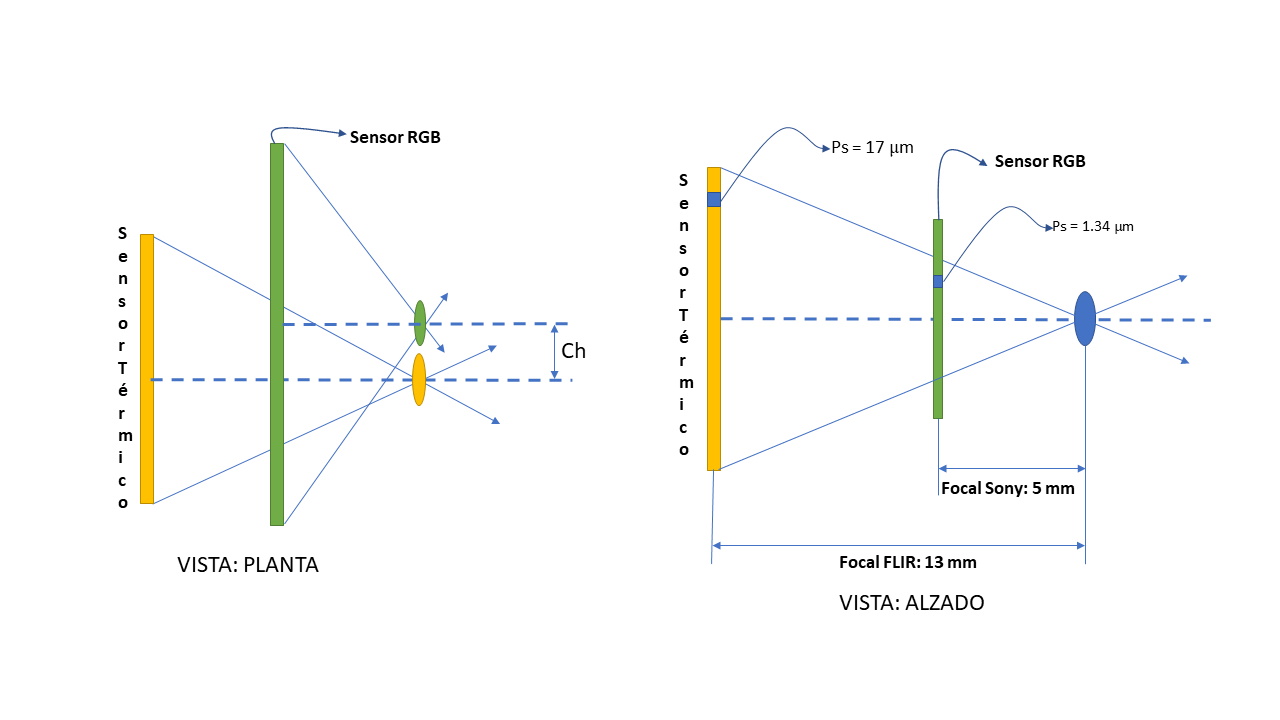 Sensor RGB
Sensor Térmico
Ch
VISTA: PLANTA
Ps = 17 µm
Sensor RGB
Sensor Térmico
Ps = 1.34 µm
Focal Sony: 5 mm
Focal FLIR: 13 mm
VISTA: ALZADO